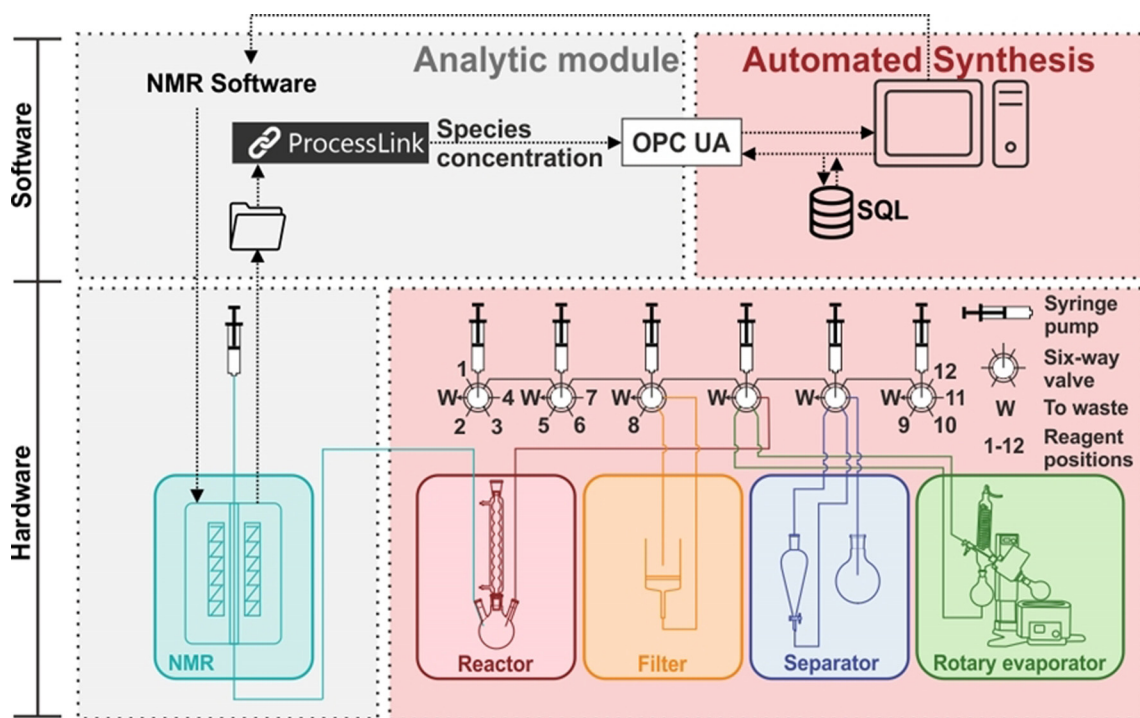 Analytic module
Automated Synthesis
NMR Software
ProcessLink
Species
concentration
OPC UA
SQL
Software
Hardware
Syringe
pump
Six-way
valve
W To waste
1-12 Reagent
positions
1
W 4
2 3
W 7
5 6
W
8
W
W
12
W 11
9 10
NMR
Reactor
Filter
Separator
Rotary evaporator